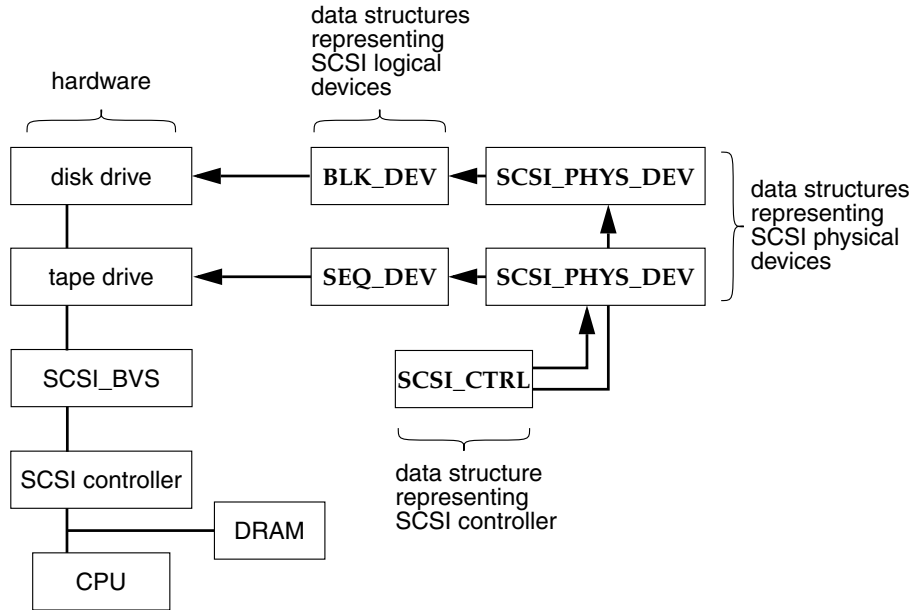 data structures
representing
SCSI logical
devices
hardware
disk drive
BLK_DEV
SCSI_PHYS_DEV
data structures
representing
SCSI physical
devices
tape drive
SEQ_DEV
SCSI_PHYS_DEV
SCSI_BVS
SCSI_CTRL
SCSI controller
data structure
representing
SCSI controller
DRAM
CPU